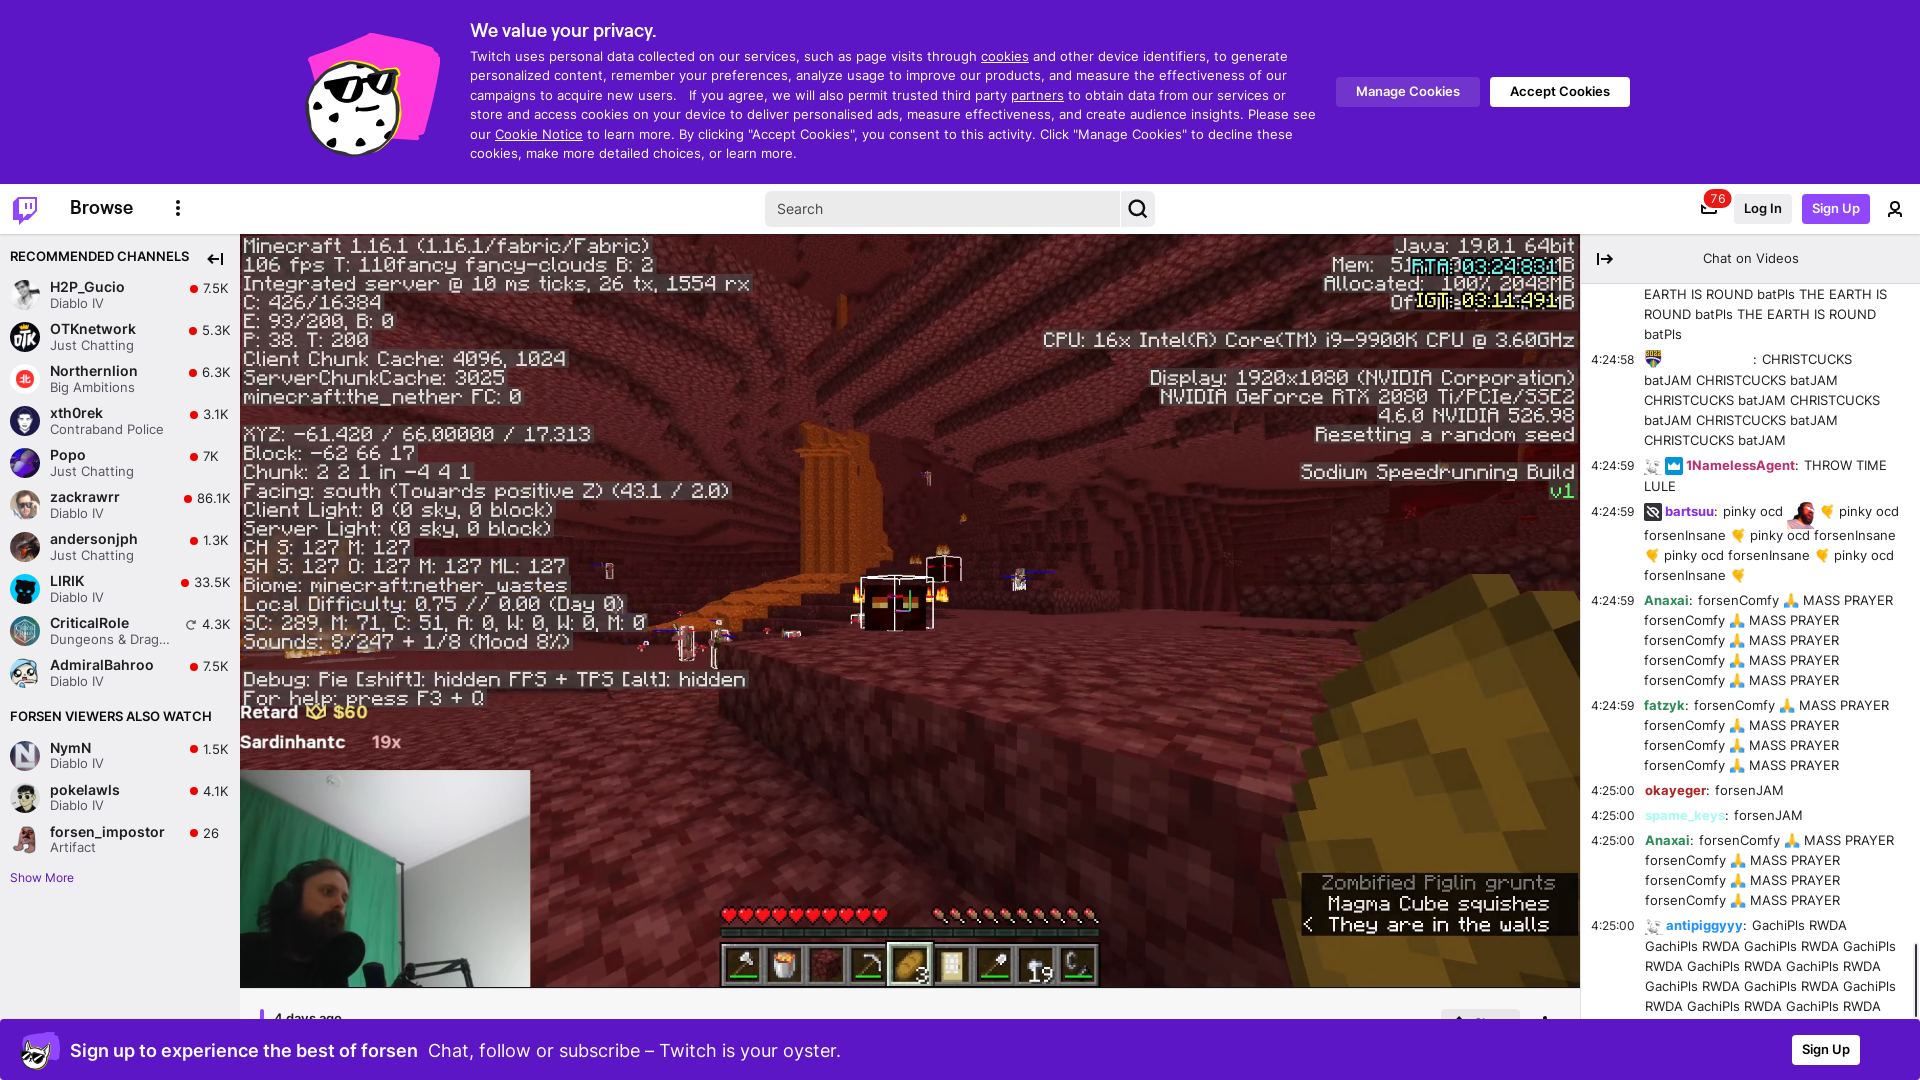 We value your privacy.
Twitch uses personal data collected on our services, such as page visits through cookies and other device identifiers, to generate
personalized content, remember your preferences, analyze usage to improve our products, and measure the effectiveness of our
campaigns to acquire new users.   If you agree, we will also permit trusted third party partners to obtain data from our services or
store and access cookies on your device to deliver personalised ads, measure effectiveness, and create audience insights. Please see
our Cookie Notice to learn more. By clicking "Accept Cookies", you consent to this activity. Click "Manage Cookies" to decline these
cookies, make more detailed choices, or learn more.
Manage Cookies
Accept Cookies
Browse
Search
76
Log In
Sign Up
RECOMMENDED CHANNELS
H2P_Gucio
7.5K
Diablo IV
OTKnetwork
5.3K
Just Chatting
Northernlion
6.3K
Big Ambitions
xth0rek
3.1K
Contraband Police
Popo
7K
Just Chatting
zackrawrr
86.1K
Diablo IV
andersonjph
1.3K
Just Chatting
LIRIK
33.5K
Diablo IV
CriticalRole
4.3K
Dungeons & Drag...
AdmiralBahroo
7.5K
Diablo IV
FORSEN VIEWERS ALSO WATCH
NymN
1.5K
Diablo IV
pokelawls
4.1K
Diablo IV
forsen_impostor
26
Artifact
Show More
Minecraft 1.16.1 (1.16.1/fabric/Fabric)
106 fps T: 110fancy fancy-clouds B: 2
Integrated server @ 10 ms ticks, 26 tx, 1554 rx
C: 426/16384
E: 93/200, B: 0
P: 38. T: 200
Client Chunk Cache: 4096, 1024
ServerChunkCache: 3025
minecraft:the_nether FC: 0
XYZ: -61.420 / 66.00000 / 17.313
Block: -62 66 17
Chunk: 2 2 1 in -4 4 1
Facing: south (Towards positive Z) (43.1 / 2.0)
Client Light: 0 (0 sky, 0 block)
Server Light: (0 sky, 0 block)
CH S: 127 M: 127
SH S: 127 O: 127 M: 127 ML: 127
Biome: minecraft:nether_wastes
Local Difficulty: 0.75 // 0.00 (Day 0)
SC: 289, M: 71, C: 51, A: 0, W: 0, W: 0, M: 0
Sounds: 8/247 + 1/8 (Mood 8%)
Debug: Pie [shift]: hidden FPS + TPS [alt]: hidden
For help: press F3 + Q
Retard $60
Sardinhantc 19x
Java: 19.0.1 64bit
Mem:
RTA: 03:24:831
Allocated: 100% 2048MB
IGT: 03:11.491
CPU: 16x Intel(R) Core(TM) i9-9900K CPU @ 3.60GHz
Display: 1920x1080 (NVIDIA Corporation)
NVIDIA GeForce RTX 2080 Ti/PCIe/SSE2
4.6.0 NVIDIA 526.98
Resetting a random seed
Sodium Speedrunning Build
v1
Zombified Piglin grunts
Magma Cube squishes
< They are in the walls
3
19
4 days ago
Chat on Videos
EARTH IS ROUND batPls THE EARTH IS
ROUND batPls THE EARTH IS ROUND
batPls
4:24:58 : CHRISTCUCKS
batJAM CHRISTCUCKS batJAM
CHRISTCUCKS batJAM CHRISTCUCKS
batJAM CHRISTCUCKS batJAM
CHRISTCUCKS batJAM
4:24:59 1NamelessAgent: THROW TIME
LULE
4:24:59 bartsuu: pinky ocd 🫳 pinky ocd
forsenInsane pinky ocd forsenInsane
pinky ocd forsenInsane pinky ocd
forsenInsane
4:24:59 Anaxai: forsenComfy 🙏 MASS PRAYER
forsenComfy 🙏 MASS PRAYER
forsenComfy 🙏 MASS PRAYER
forsenComfy 🙏 MASS PRAYER
forsenComfy 🙏 MASS PRAYER
4:24:59 fatzyk: forsenComfy 🙏 MASS PRAYER
forsenComfy 🙏 MASS PRAYER
forsenComfy 🙏 MASS PRAYER
forsenComfy 🙏 MASS PRAYER
4:25:00 okayeger: forsenJAM
4:25:00 spame_keys: forsenJAM
4:25:00 Anaxai: forsenComfy 🙏 MASS PRAYER
forsenComfy 🙏 MASS PRAYER
forsenComfy 🙏 MASS PRAYER
forsenComfy 🙏 MASS PRAYER
4:25:00 antipiggyyy: GachiPls RWDA
GachiPls RWDA GachiPls RWDA GachiPls
RWDA GachiPls RWDA GachiPls RWDA
GachiPls RWDA GachiPls RWDA GachiPls
RWDA GachiPls RWDA GachiPls RWDA
Sign up to experience the best of forsen Chat, follow or subscribe – Twitch is your oyster.
Sign Up